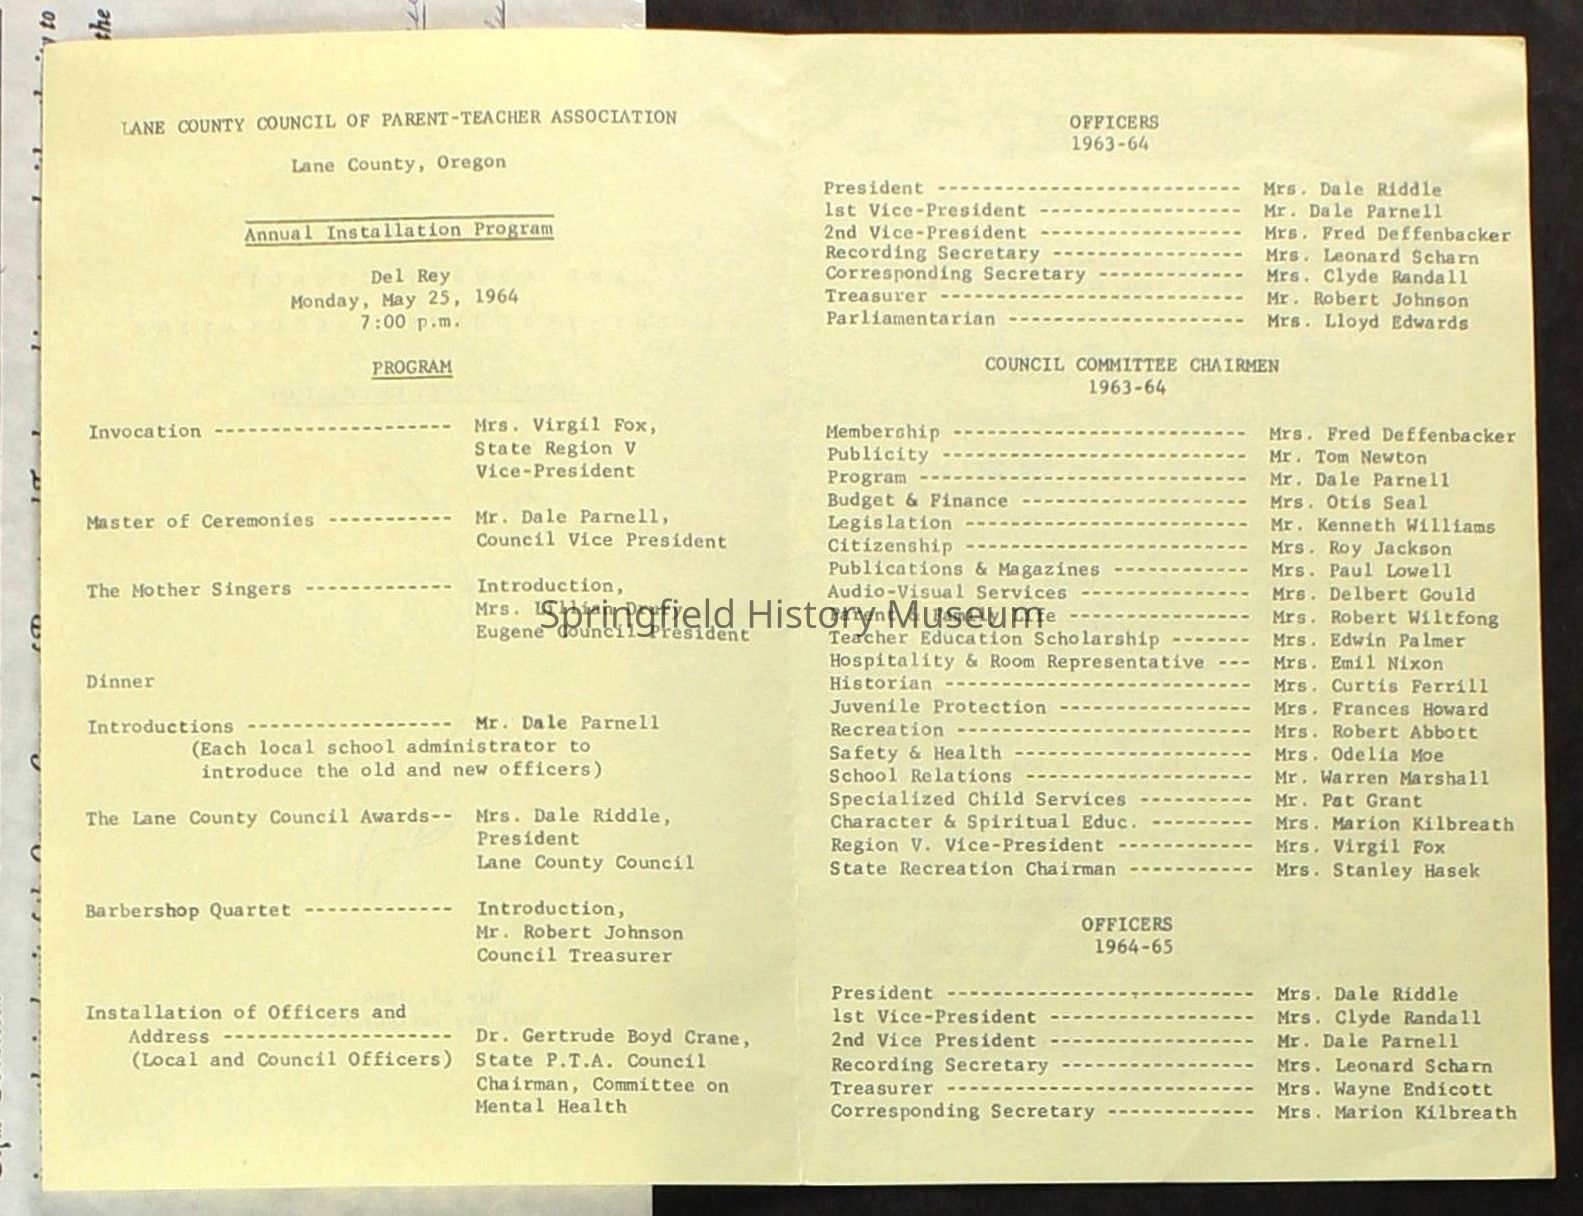 LANE COUNTY COUNCIL OF PARENT-TEACHER ASSOCIATION
Lane County, Oregon
Annual Installation Program
Del Rey
Monday, May 25, 1964
7:00 p.m.
PROGRAM
Invocation --------------------- Mrs. Virgil Fox,
State Region V
Vice-President
Master of Ceremonies ----------- Mr. Dale Parnell,
Council Vice President
The Mother Singers ------------- Introduction,
Mrs. Lillian Drury
Eugene Council President
Dinner
Introductions ------------------ Mr. Dale Parnell
(Each local school administrator to
introduce the old and new officers)
The Lane County Council Awards-- Mrs. Dale Riddle,
President
Lane County Council
Barbershop Quartet ------------- Introduction,
Mr. Robert Johnson
Council Treasurer
Installation of Officers and
Address -------------------- Dr. Gertrude Boyd Crane,
(Local and Council Officers) State P.T.A. Council
Chairman, Committee on
Mental Health
OFFICERS
1963-64
President --------------------------- Mrs. Dale Riddle
1st Vice-President ------------------ Mr. Dale Parnell
2nd Vice-President ------------------ Mrs. Fred Deffenbacker
Recording Secretary ----------------- Mrs. Leonard Scharn
Corresponding Secretary ------------- Mrs. Clyde Randall
Treasurer --------------------------- Mr. Robert Johnson
Parliamentarian --------------------- Mrs. Lloyd Edwards
COUNCIL COMMITTEE CHAIRMEN
1963-64
Membership -------------------------- Mrs. Fred Deffenbacker
Publicity --------------------------- Mr. Tom Newton
Program ----------------------------- Mr. Dale Parnell
Budget & Finance -------------------- Mrs. Otis Seal
Legislation ------------------------- Mr. Kenneth Williams
Citizenship ------------------------- Mrs. Roy Jackson
Publications & Magazines ------------ Mrs. Paul Lowell
Audio-Visual Services --------------- Mrs. Delbert Gould
Parent & Family Life ---------------- Mrs. Robert Wiltfong
Teacher Education Scholarship ------- Mrs. Edwin Palmer
Hospitality & Room Representative --- Mrs. Emil Nixon
Historian --------------------------- Mrs. Curtis Ferrill
Juvenile Protection ----------------- Mrs. Frances Howard
Recreation -------------------------- Mrs. Robert Abbott
Safety & Health --------------------- Mrs. Odelia Moe
School Relations -------------------- Mr. Warren Marshall
Specialized Child Services ---------- Mr. Pat Grant
Character & Spiritual Educ. --------- Mrs. Marion Kilbreath
Region V. Vice-President ------------ Mrs. Virgil Fox
State Recreation Chairman ----------- Mrs. Stanley Hasek
OFFICERS
1964-65
President --------------------------- Mrs. Dale Riddle
1st Vice-President ------------------ Mrs. Clyde Randall
2nd Vice President ------------------ Mr. Dale Parnell
Recording Secretary ----------------- Mrs. Leonard Scharn
Treasurer --------------------------- Mrs. Wayne Endicott
Corresponding Secretary ------------- Mrs. Marion Kilbreath
Springfield History Museum
to
the